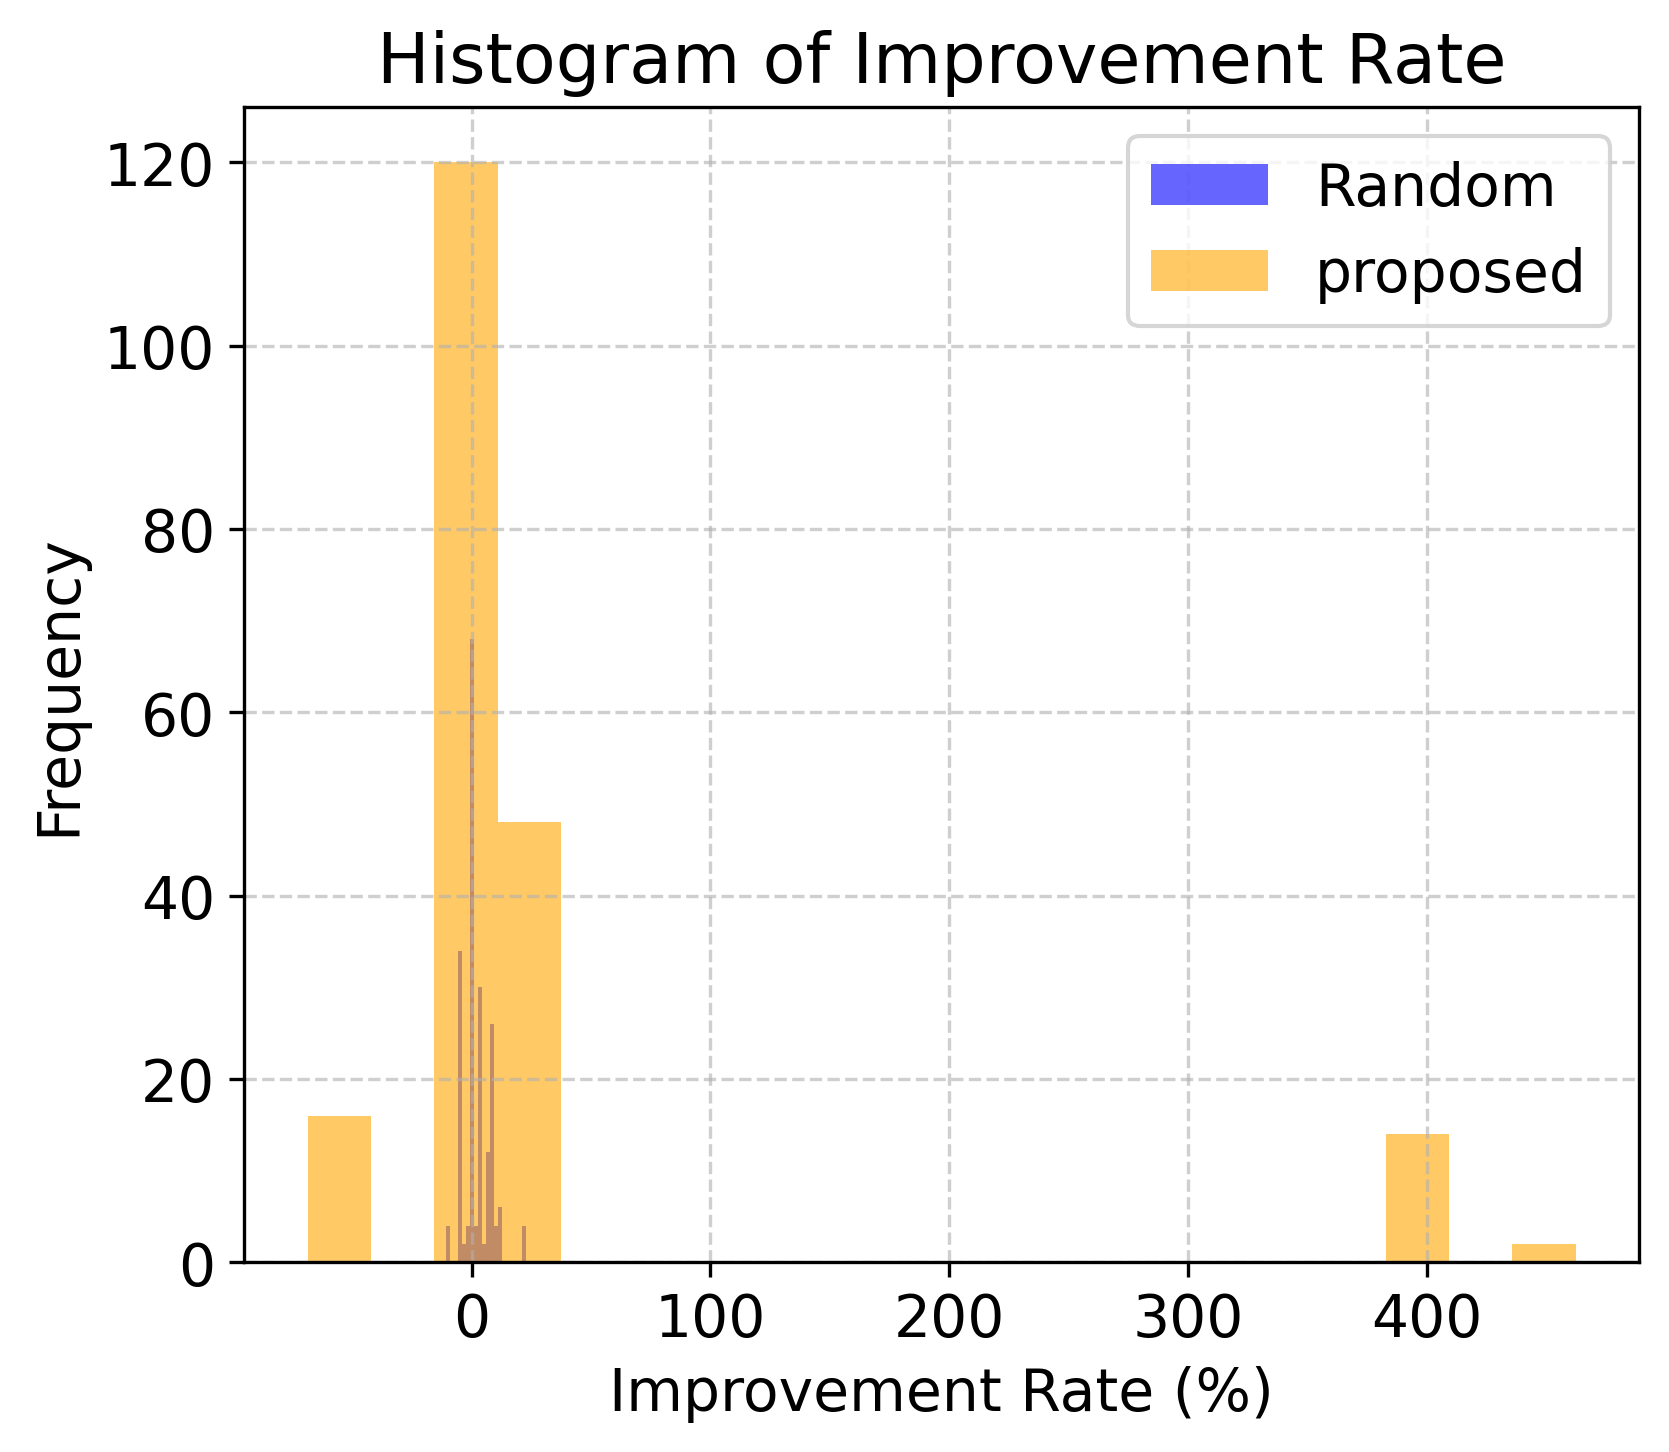 Histogram of Improvement Rate
Random
proposed
120
100
80
60
40
20
0
Frequency
0 100 200 300 400
Improvement Rate (%)